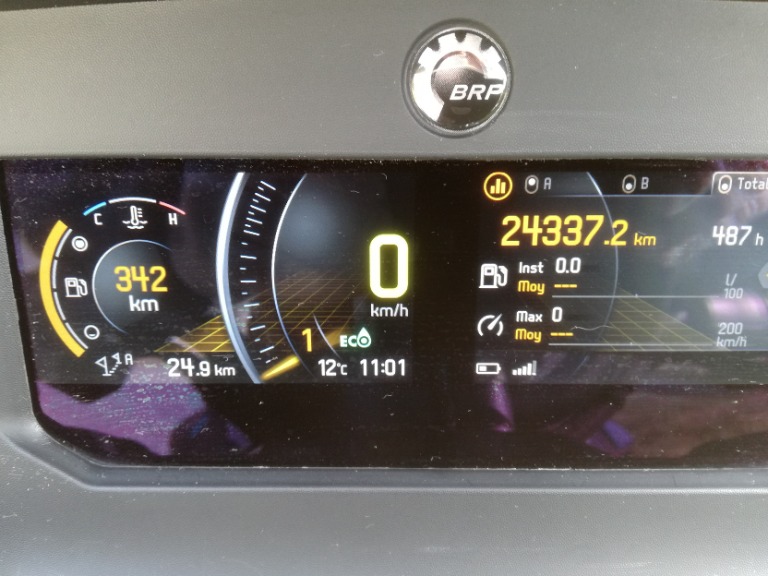 BRP
A B Total
C H
342
km
A 24.9 km
0
km/h
1 ECO
12°C 11:01
24337.2 km 487 h
Inst 0.0
Moy ---
l/100
Max 0
Moy ---
200
km/h